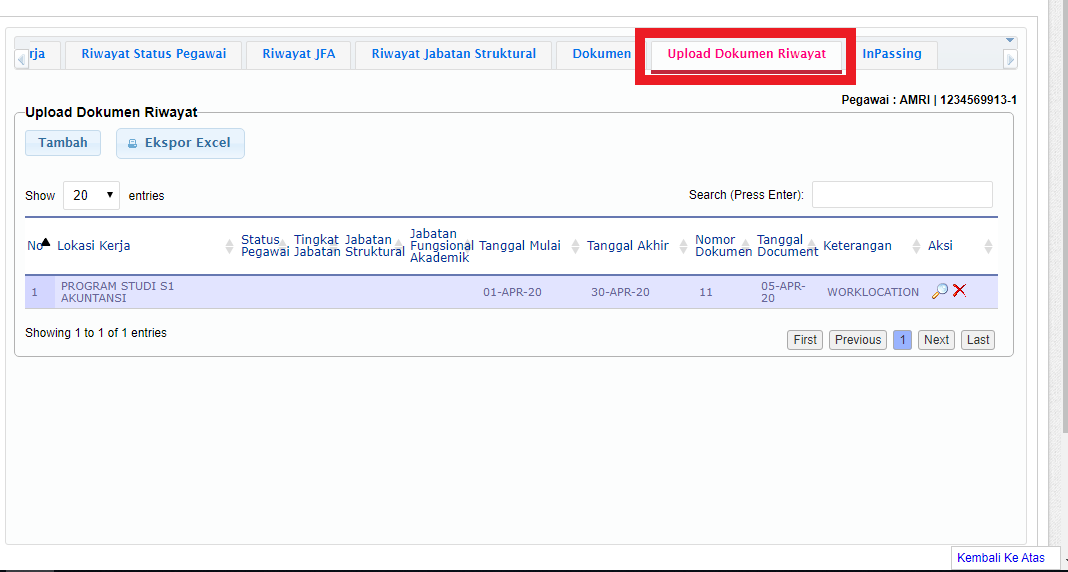 rja Riwayat Status Pegawai Riwayat JFA Riwayat Jabatan Struktural Dokumen Upload Dokumen Riwayat InPassing
Pegawai : AMRI | 1234569913-1
Upload Dokumen Riwayat
Tambah Ekspor Excel
Show 20 entries Search (Press Enter):
No Lokasi Kerja Status Pegawai Tingkat Jabatan Jabatan Struktural Jabatan Fungsional Akademik Tanggal Mulai Tanggal Akhir Nomor Dokumen Tanggal Document Keterangan Aksi
1 PROGRAM STUDI S1 AKUNTANSI 01-APR-20 30-APR-20 11 05-APR-20 WORKLOCATION
Showing 1 to 1 of 1 entries
First Previous 1 Next Last
Kembali Ke Atas